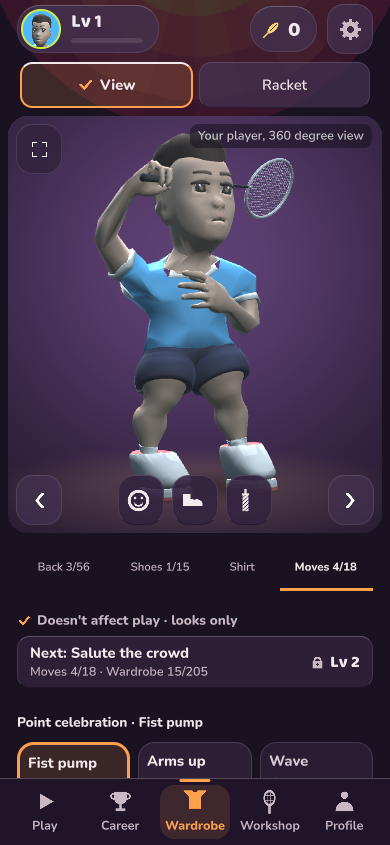 Lv 1
0
View
Racket
Your player, 360 degree view
Back 3/56
Shoes 1/15
Shirt
Moves 4/18
Doesn't affect play · looks only
Next: Salute the crowd
Moves 4/18 · Wardrobe 15/205
Lv 2
Point celebration · Fist pump
Fist pump
Arms up
Wave
Play
Career
Wardrobe
Workshop
Profile